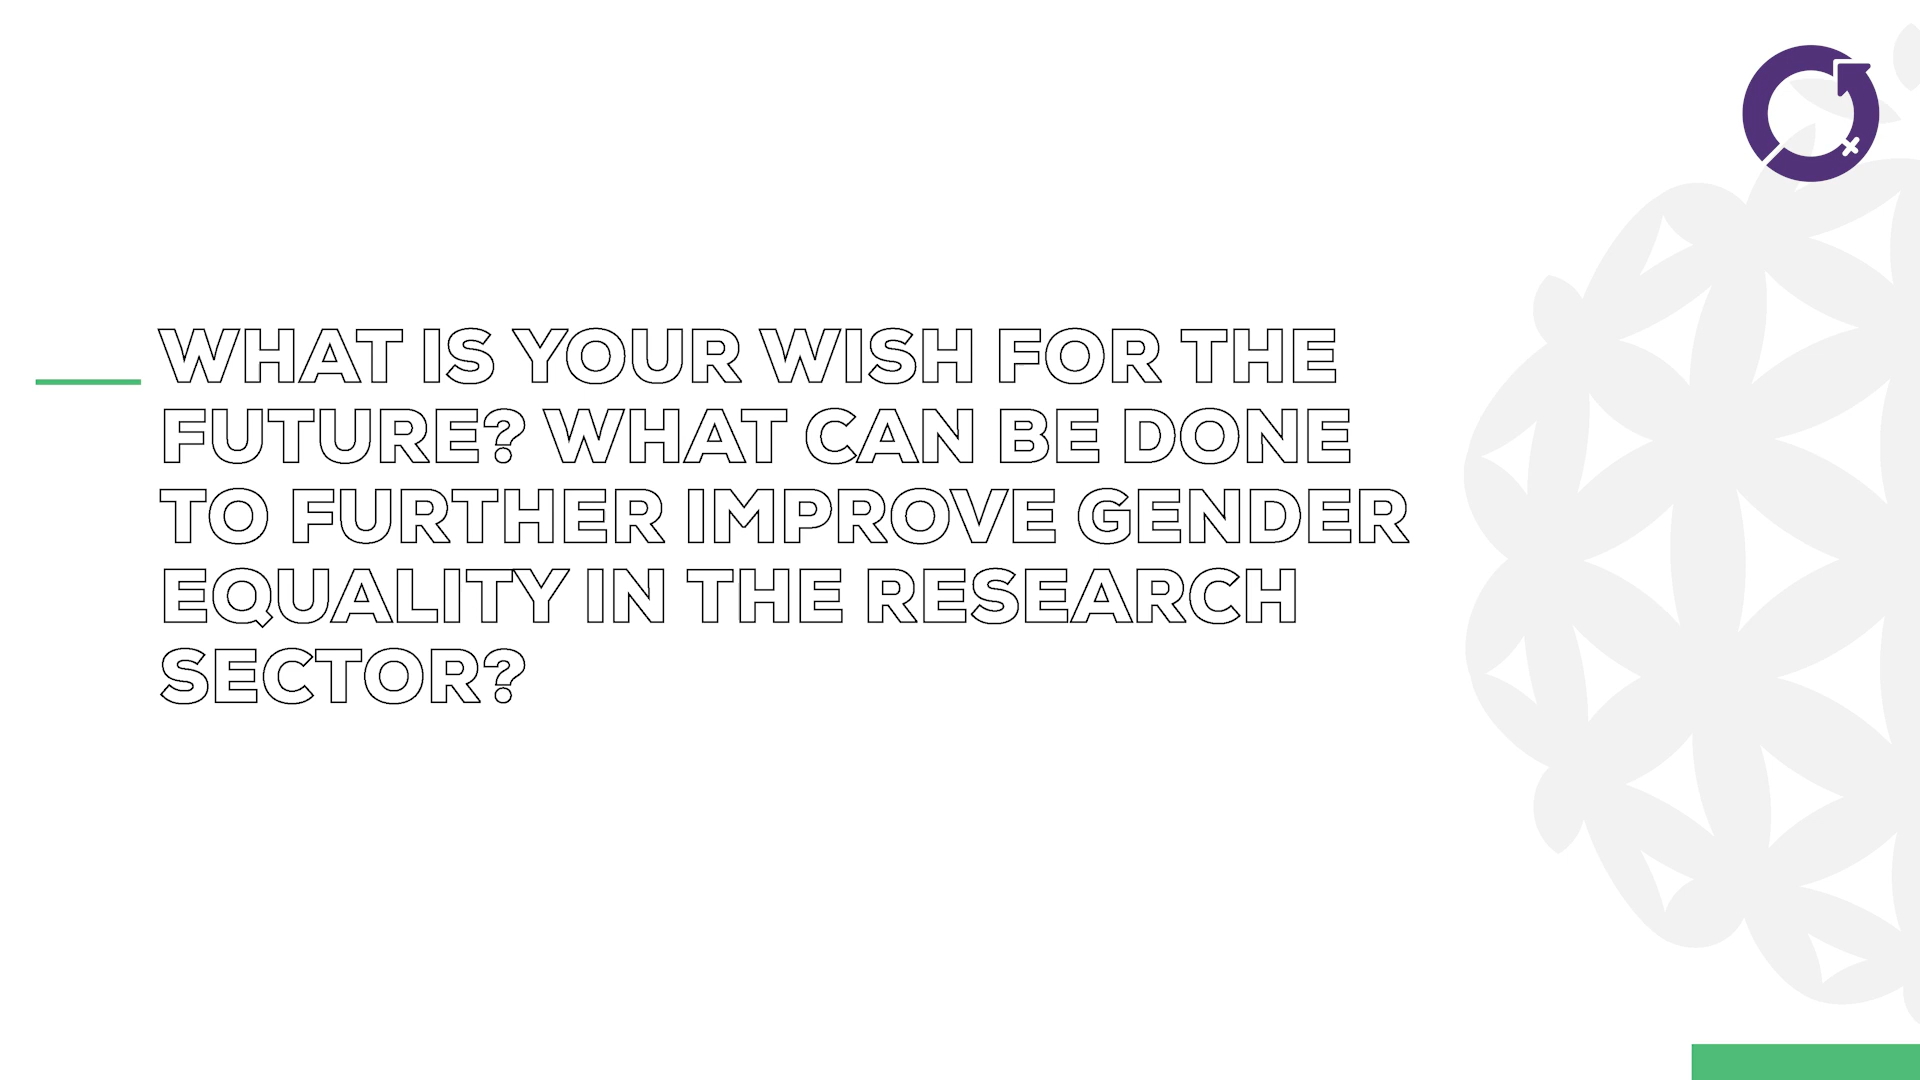 WHAT IS YOUR WISH FOR THE
FUTURE? WHAT CAN BE DONE
TO FURTHER IMPROVE GENDER
EQUALITY IN THE RESEARCH
SECTOR?